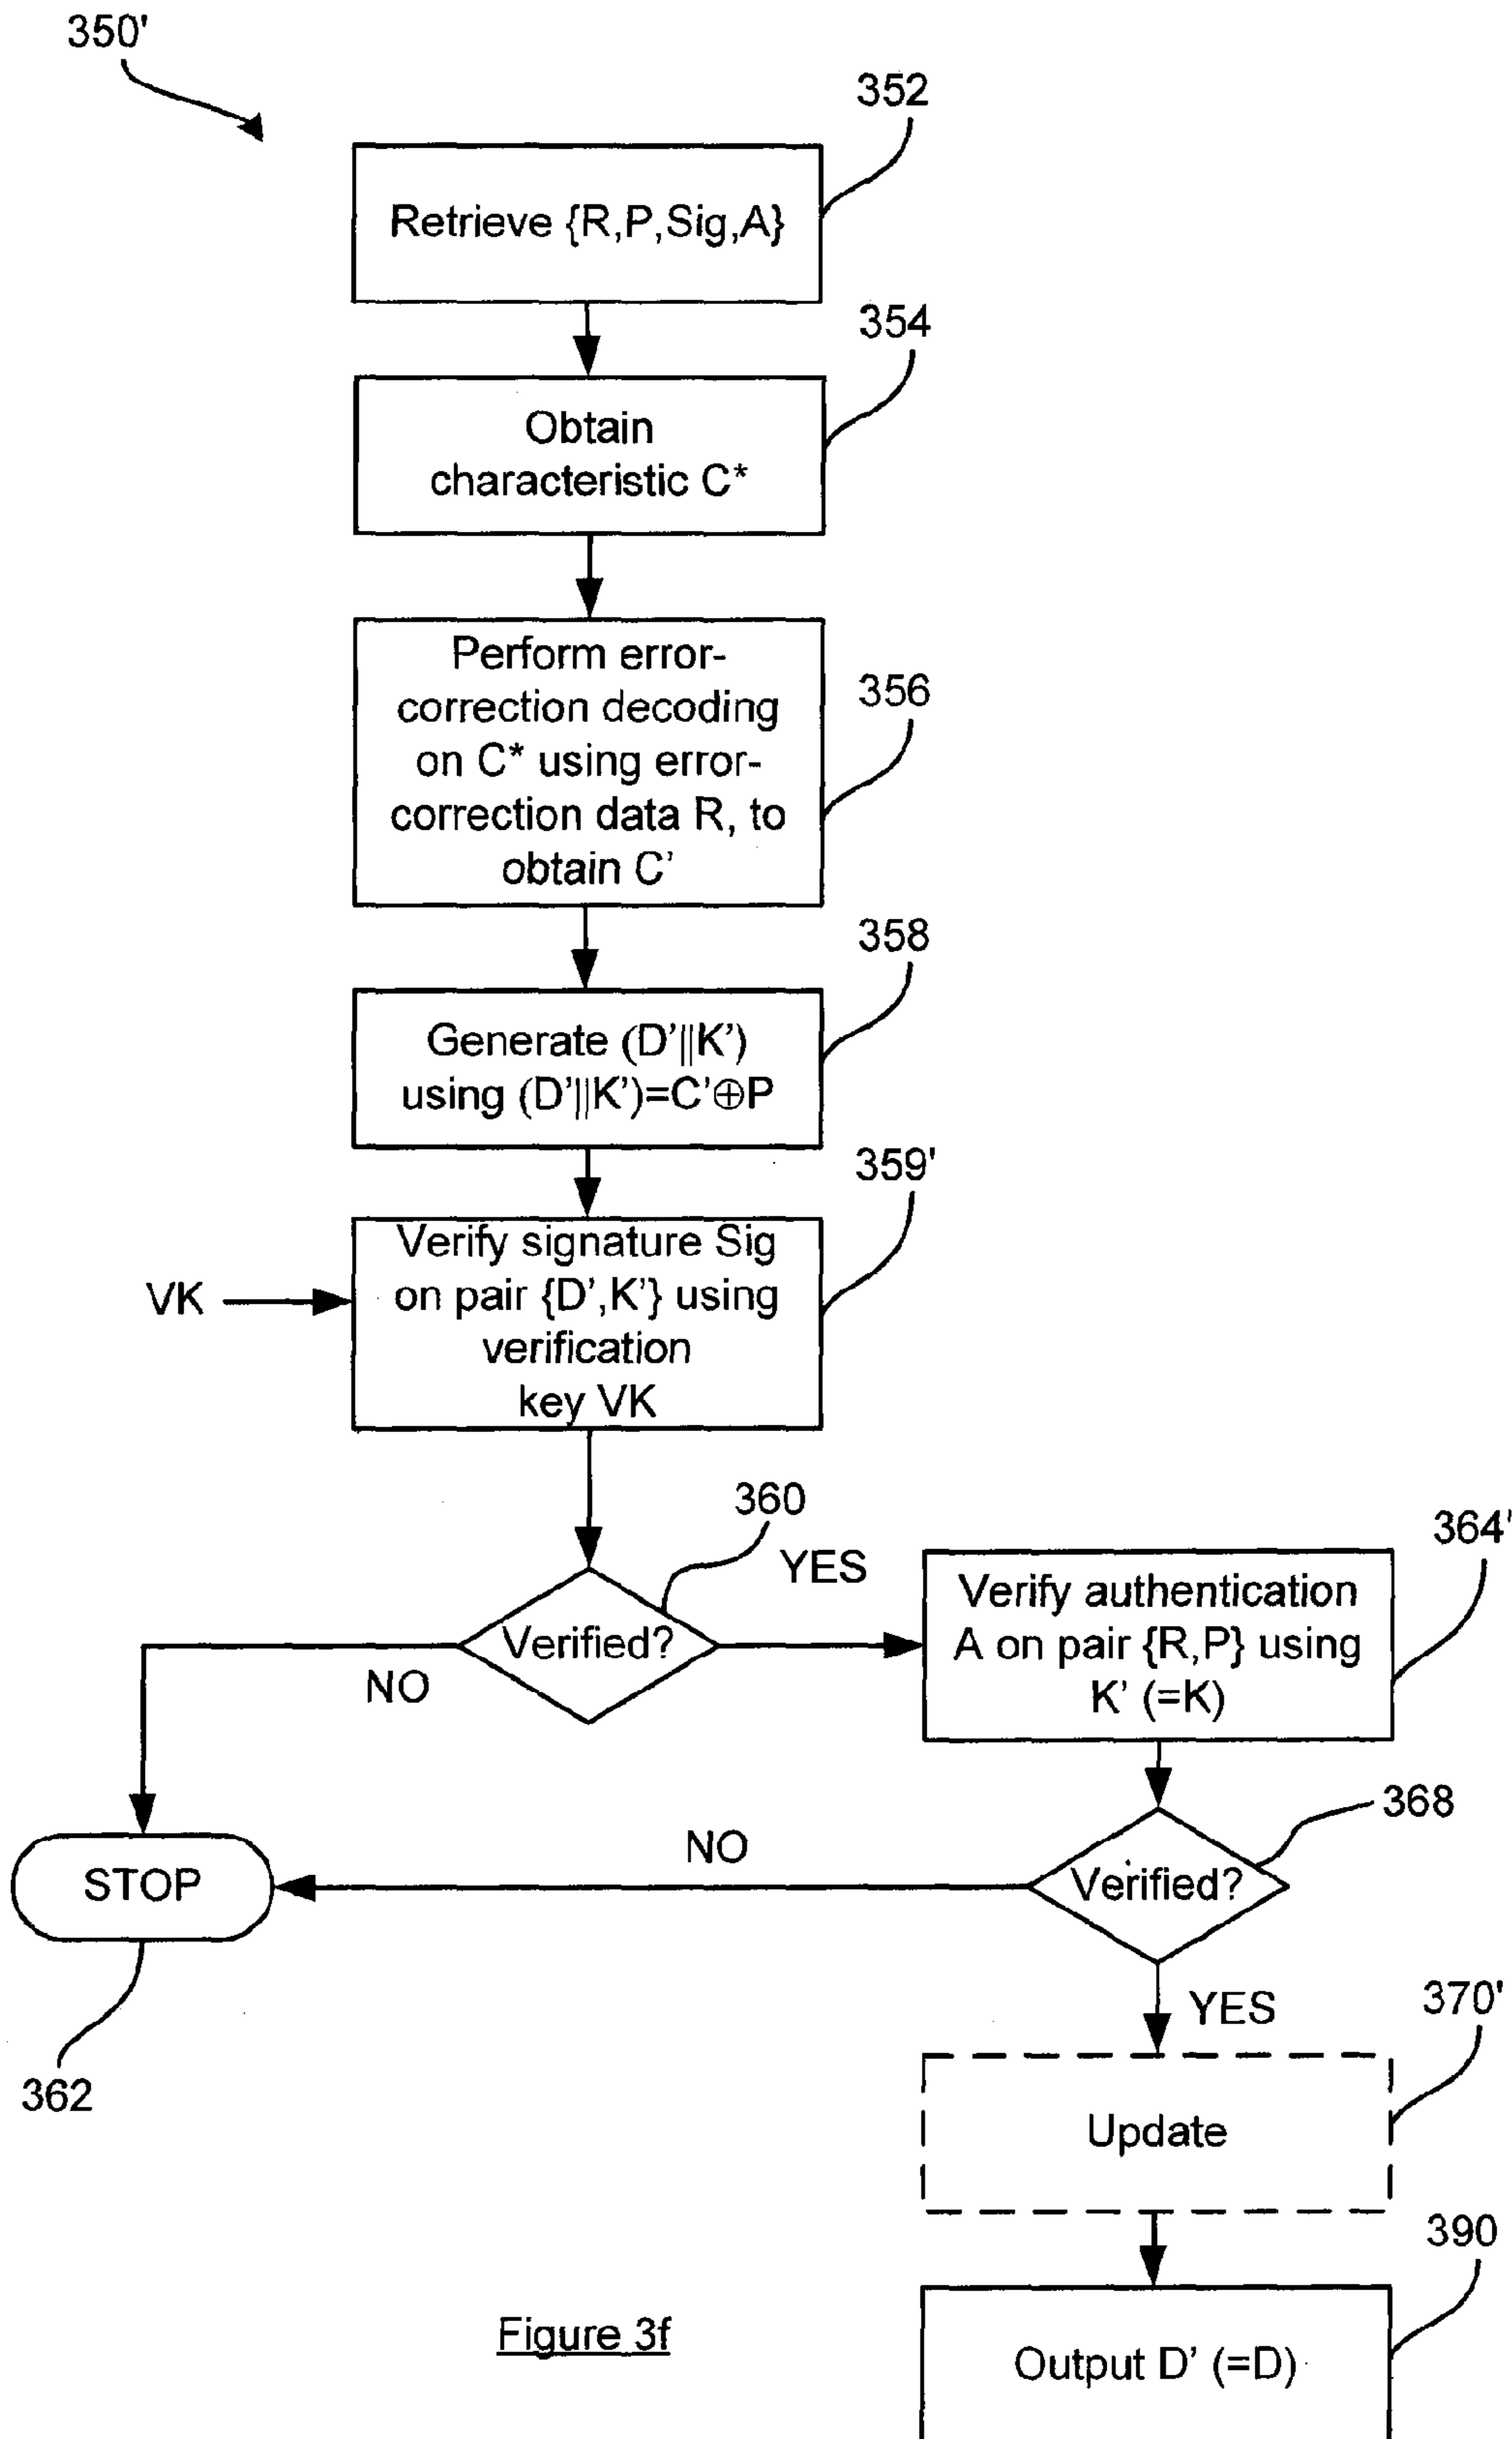 350'
352
Retrieve {R,P,Sig,A}
354
Obtain
characteristic C*
356
Perform error-
correction decoding
on C* using error-
correction data R, to
obtain C’
358
Generate (D’||K’)
using (D’||K’)=C’⊕P
359'
VK
Verify signature Sig
on pair {D’,K’} using
verification
key VK
360
Verified?
YES
NO
364'
Verify authentication
A on pair {R,P} using
K’ (=K)
368
Verified?
NO
STOP
362
YES
370'
Update
390
Output D’ (=D)
Figure 3f